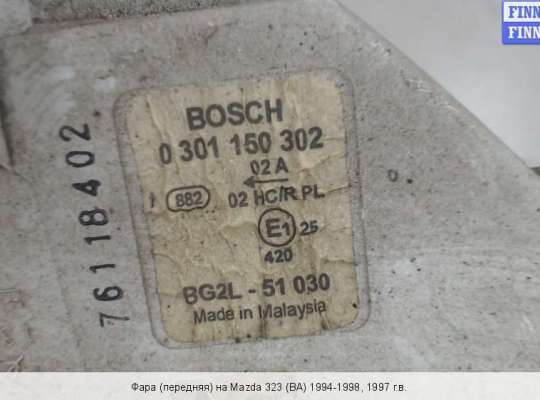 FINN
FINN
BOSCH
0 301 150 302
02 A
882
02 HC/R PL
E1 25
420
BG2L - 51 030
Made in Malaysia
76118402
Фара (передняя) на Mazda 323 (BA) 1994-1998, 1997 г.в.